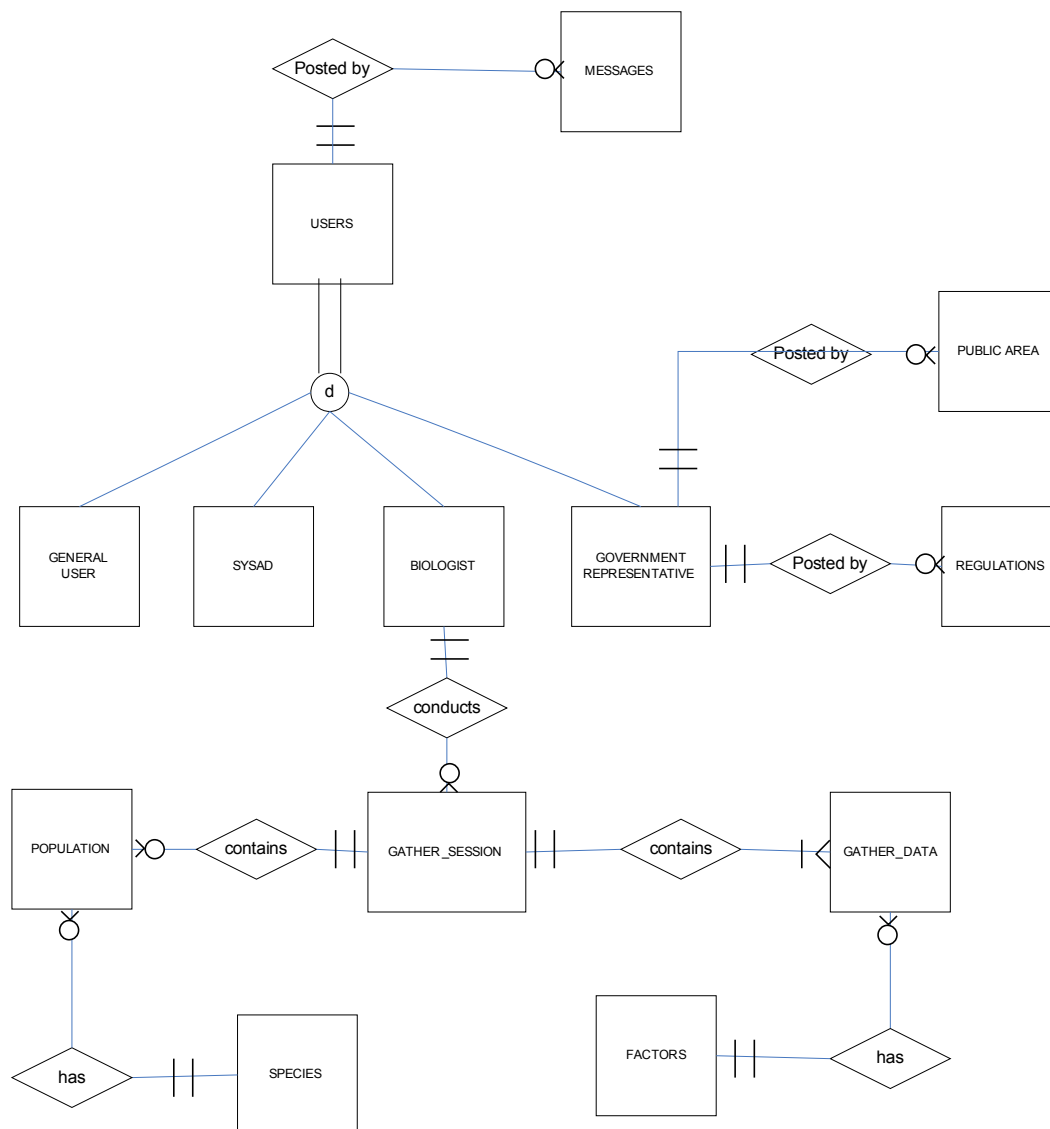 Posted by
MESSAGES
USERS
Posted by
PUBLIC AREA
d
GENERAL
USER
SYSAD
BIOLOGIST
GOVERNMENT
REPRESENTATIVE
Posted by
REGULATIONS
conducts
POPULATION
contains
GATHER_SESSION
contains
GATHER_DATA
has
SPECIES
FACTORS
has